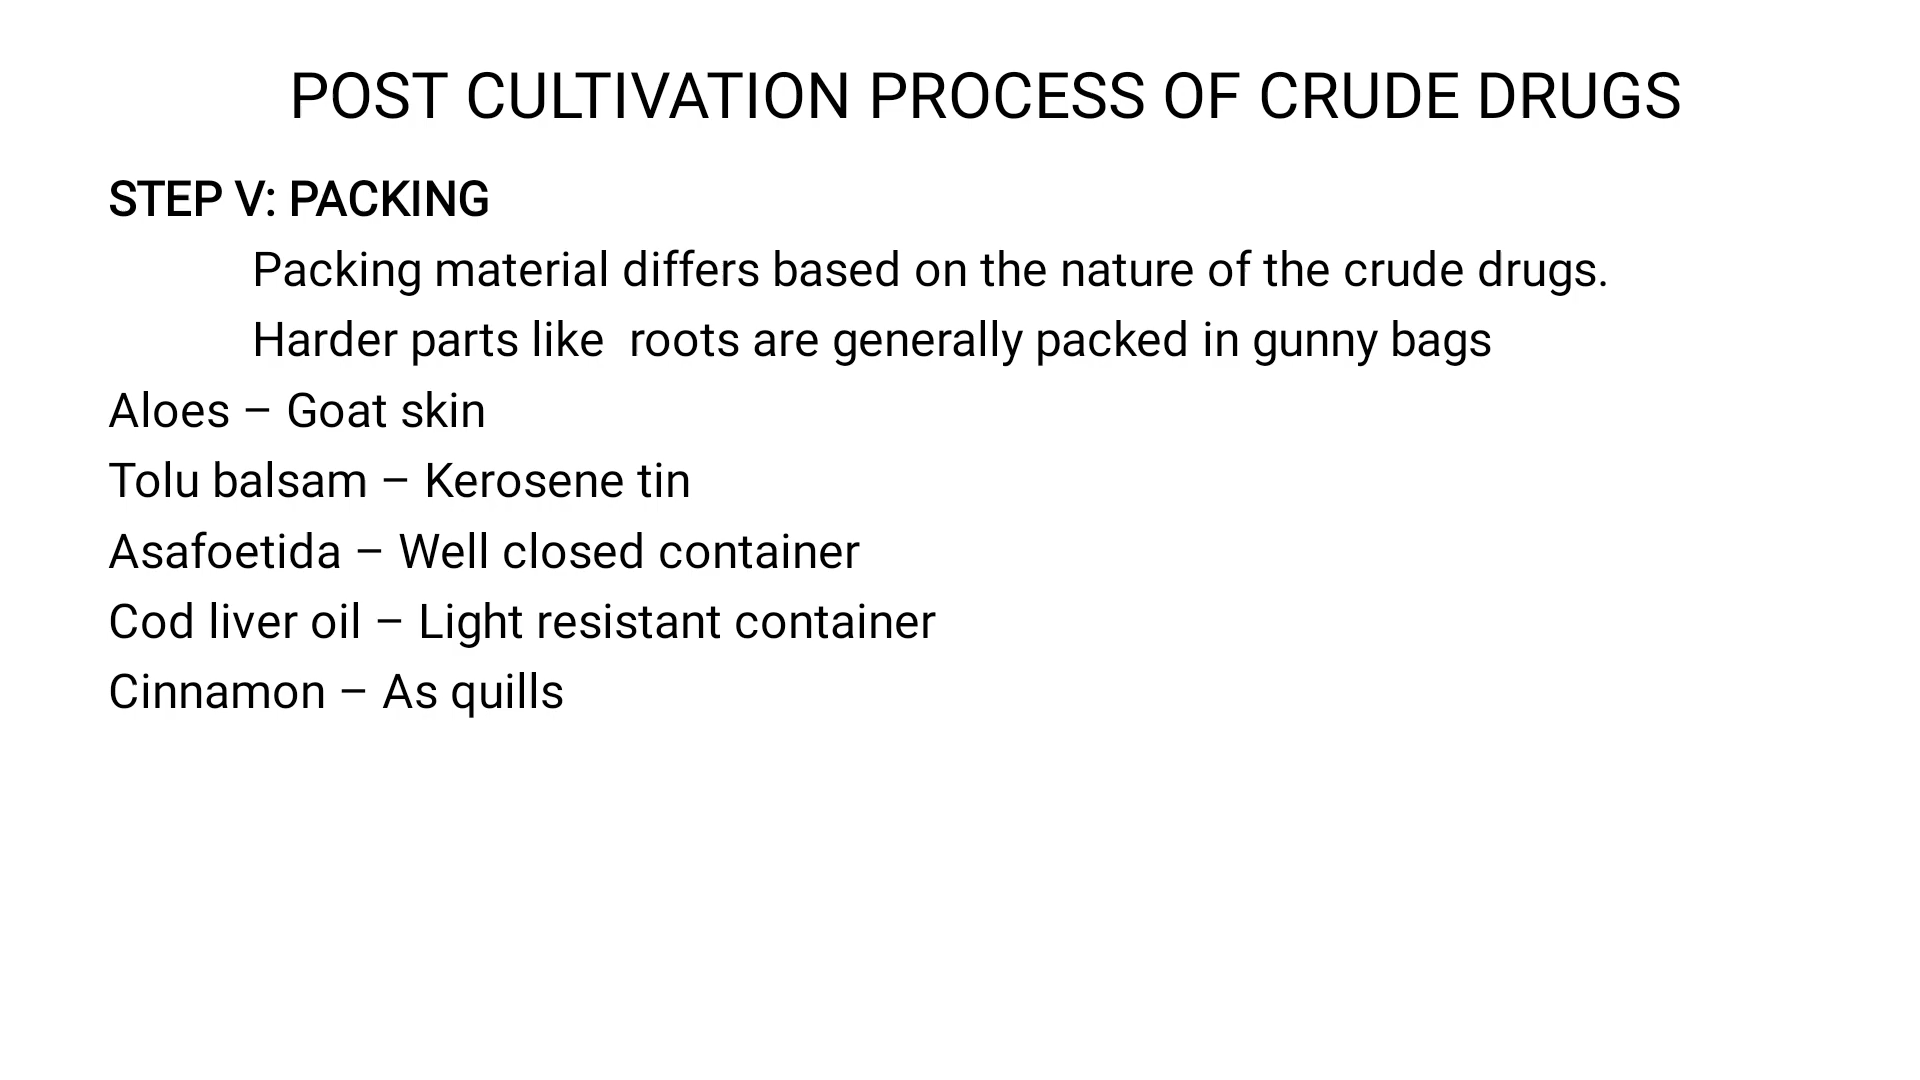 POST CULTIVATION PROCESS OF CRUDE DRUGS
STEP V: PACKING
Packing material differs based on the nature of the crude drugs.
Harder parts like  roots are generally packed in gunny bags
Aloes – Goat skin
Tolu balsam – Kerosene tin
Asafoetida – Well closed container
Cod liver oil – Light resistant container
Cinnamon – As quills